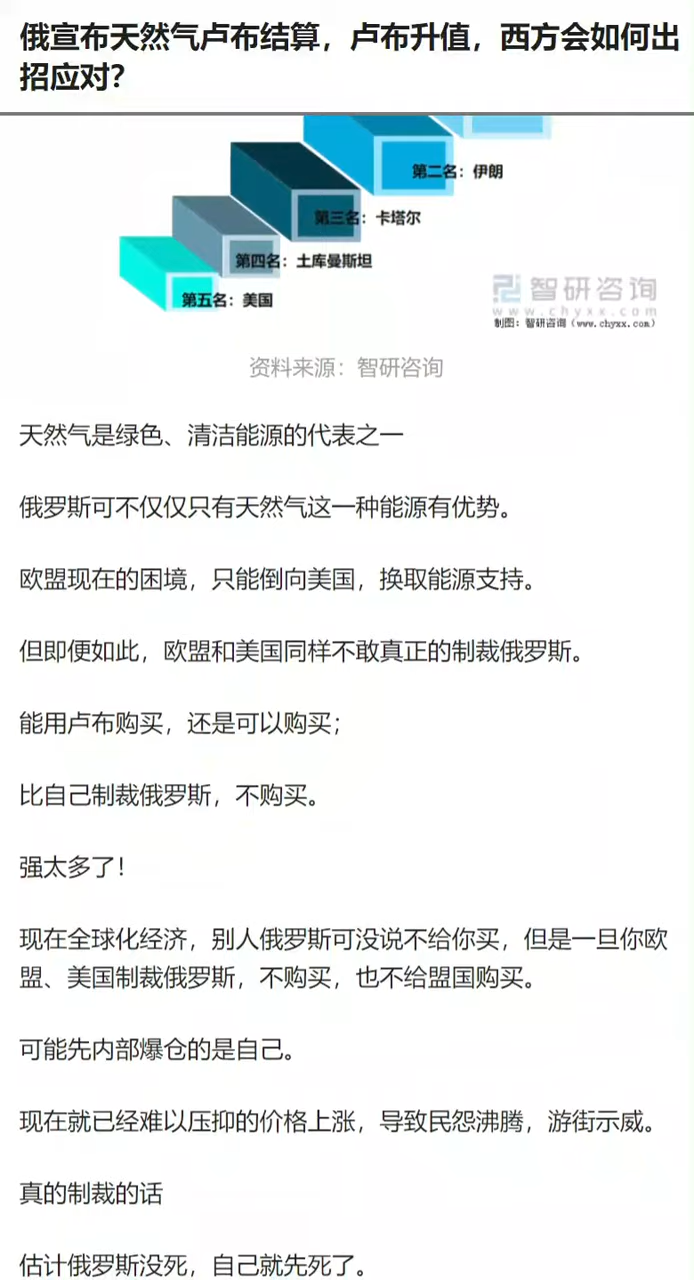 俄宣布天然气卢布结算，卢布升值，西方会如何出
招应对？
第二名：伊朗
第三名：卡塔尔
第四名：土库曼斯坦
第五名：美国
智研咨询
www.chyxx.com
制图：智研咨询（www.chyxx.com）
资料来源：智研咨询
天然气是绿色、清洁能源的代表之一
俄罗斯可不仅仅只有天然气这一种能源有优势。
欧盟现在的困境，只能倒向美国，换取能源支持。
但即便如此，欧盟和美国同样不敢真正的制裁俄罗斯。
能用卢布购买，还是可以购买；
比自己制裁俄罗斯，不购买。
强太多了！
现在全球化经济，别人俄罗斯可没说不给你买，但是一旦你欧
盟、美国制裁俄罗斯，不购买，也不给盟国购买。
可能先内部爆仓的是自己。
现在就已经难以压抑的价格上涨，导致民怨沸腾，游街示威。
真的制裁的话
估计俄罗斯没死，自己就先死了。